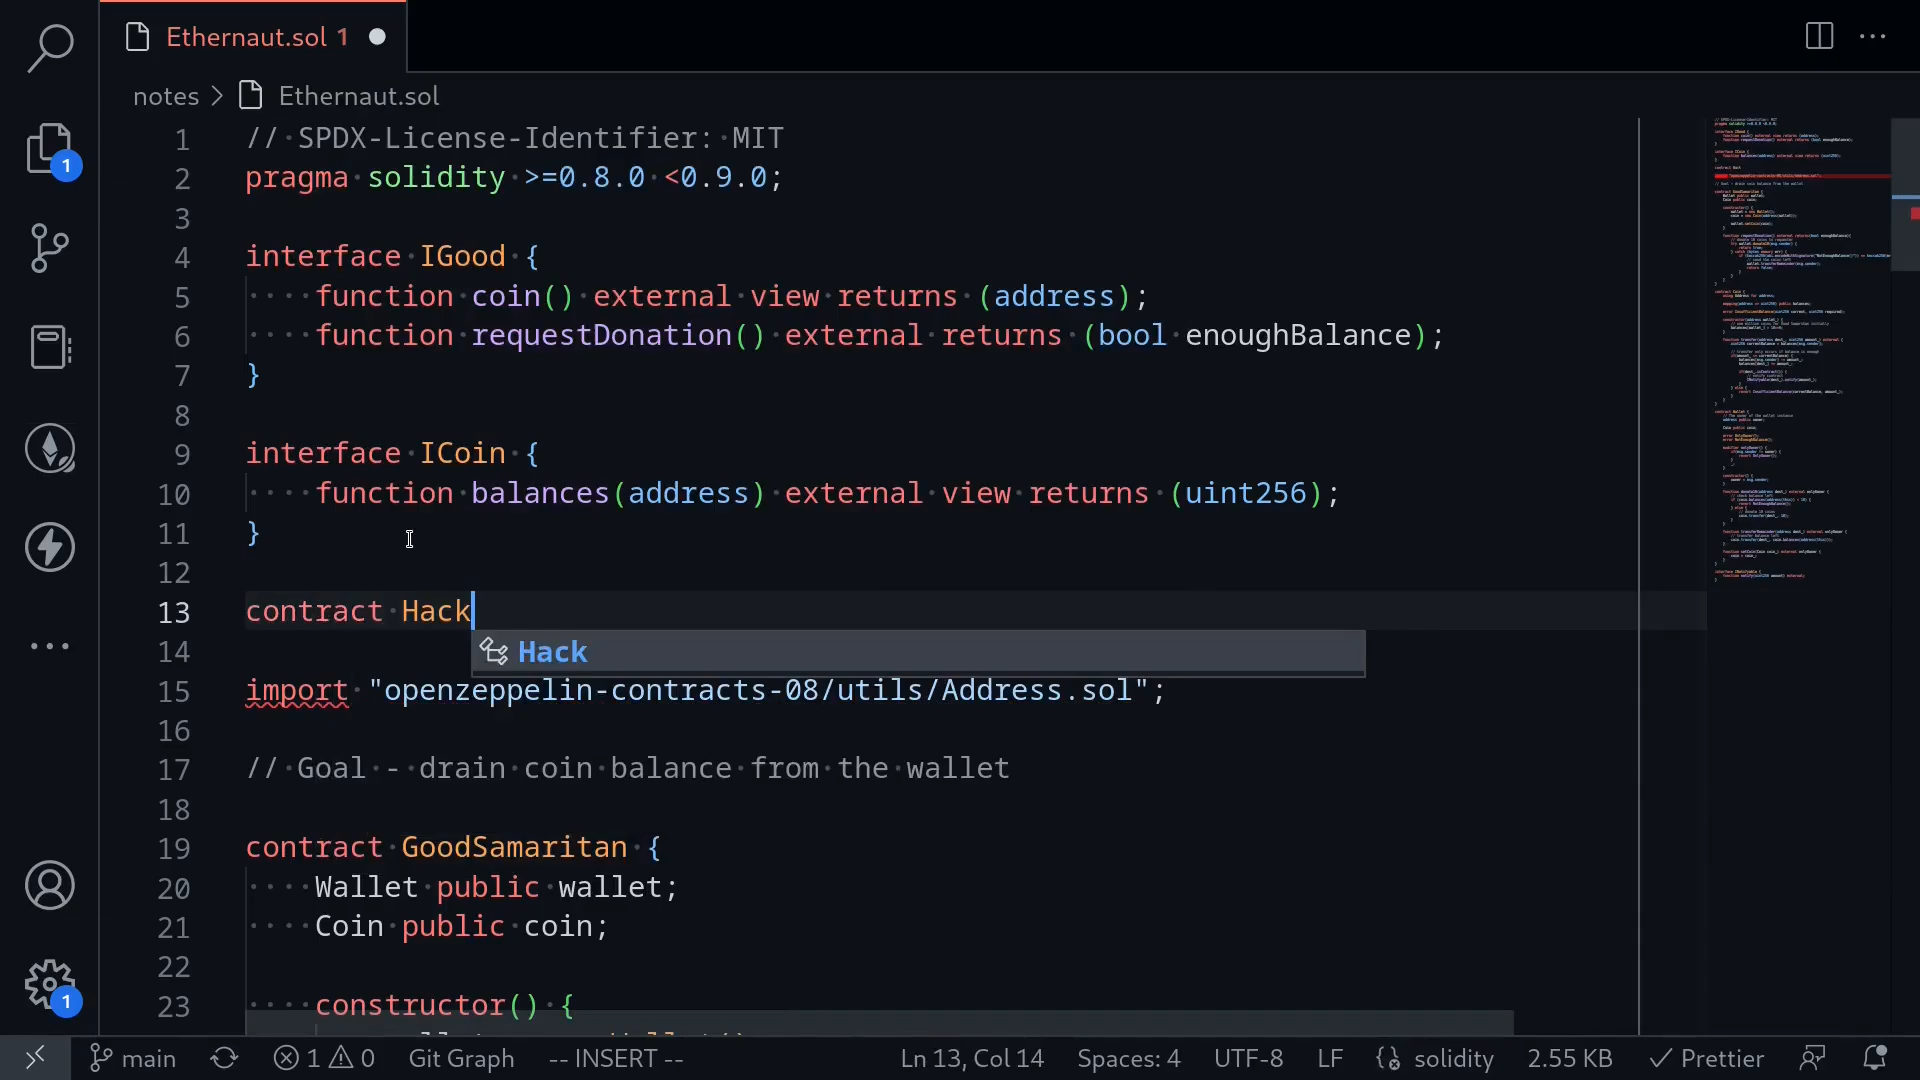 Ethernaut.sol 1
notes > Ethernaut.sol
1 // SPDX-License-Identifier: MIT
2 pragma solidity >=0.8.0 <0.9.0;
3
4 interface IGood {
5 function coin() external view returns (address);
6 function requestDonation() external returns (bool enoughBalance);
7 }
8
9 interface ICoin {
10 function balances(address) external view returns (uint256);
11 }
12
13 contract Hack
14
Hack
15 import "openzeppelin-contracts-08/utils/Address.sol";
16
17 // Goal - drain coin balance from the wallet
18
19 contract GoodSamaritan {
20 Wallet public wallet;
21 Coin public coin;
22
23 constructor() {
1
1
main 1 0 Git Graph -- INSERT -- Ln 13, Col 14 Spaces: 4 UTF-8 LF solidity 2.55 KB Prettier